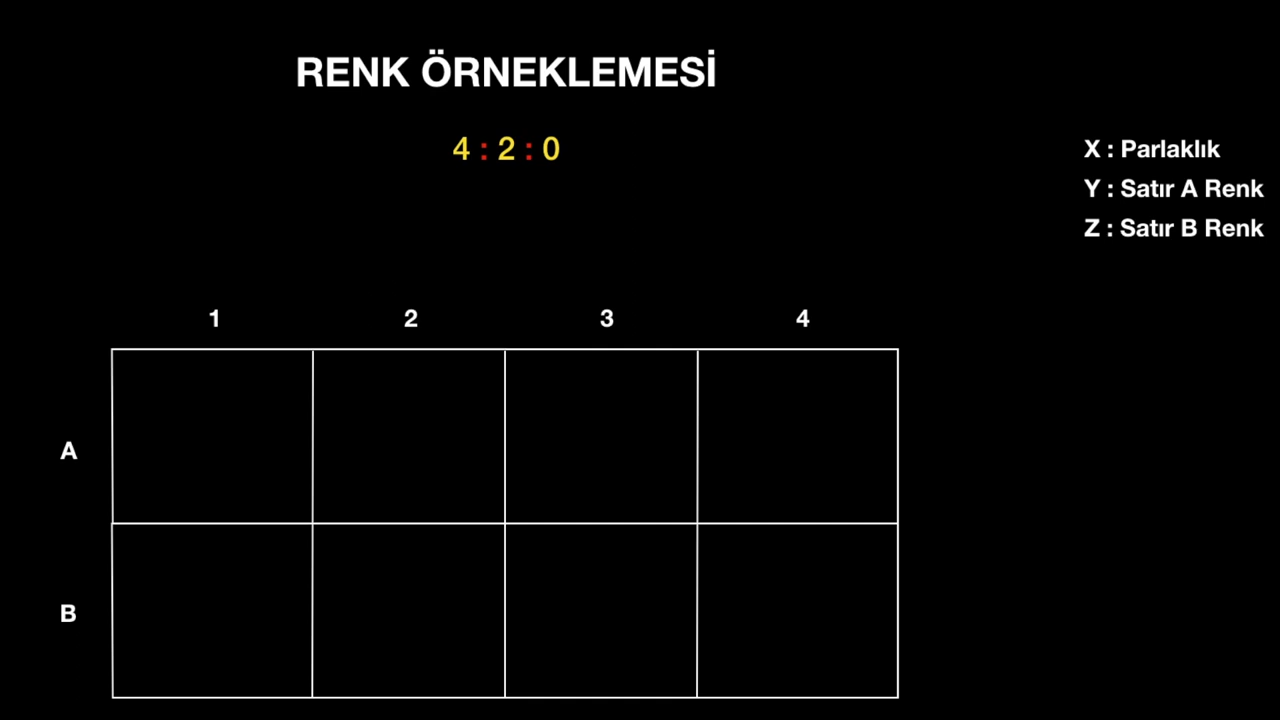 RENK ÖRNEKLEMESİ
4 : 2 : 0
X : Parlaklık
Y : Satır A Renk
Z : Satır B Renk
1 2 3 4
A
B